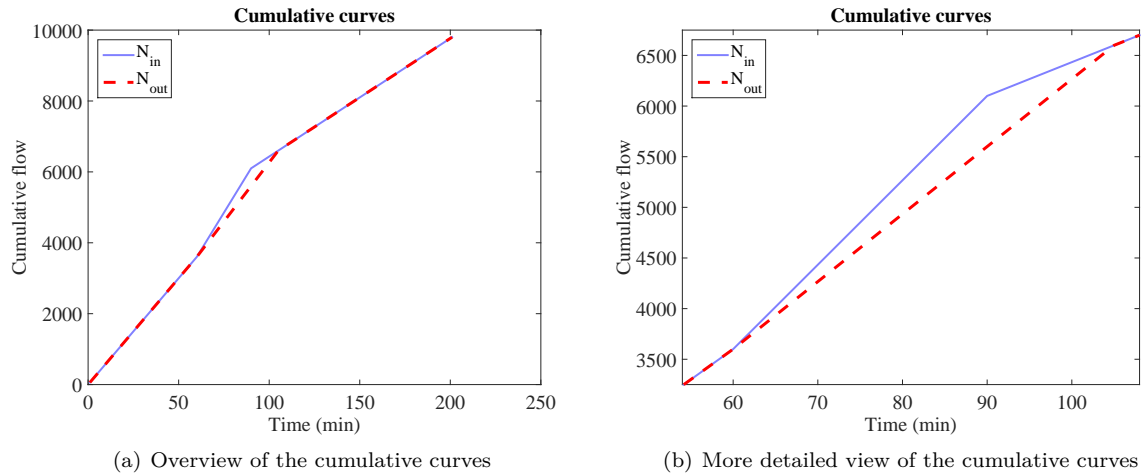 Cumulative curves
10000
8000
6000
4000
2000
0
Cumulative flow
N_in
N_out
0 50 100 150 200 250
Time (min)
(a) Overview of the cumulative curves
Cumulative curves
6500
6000
5500
5000
4500
4000
3500
Cumulative flow
N_in
N_out
60 70 80 90 100
Time (min)
(b) More detailed view of the cumulative curves